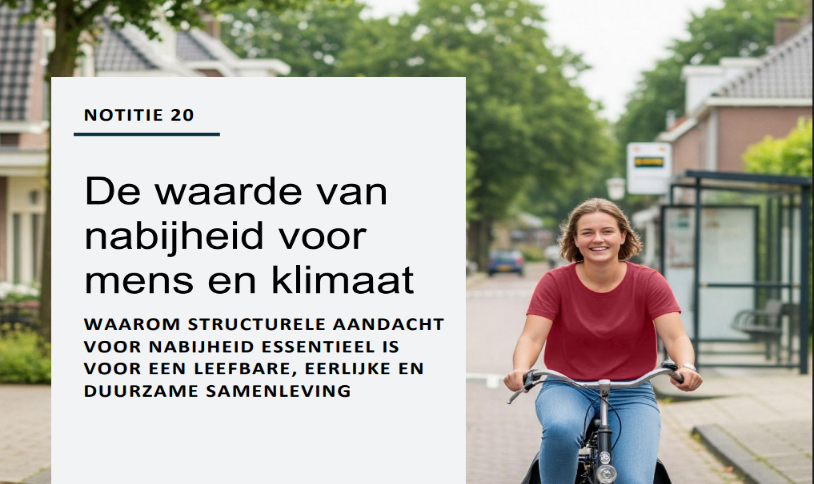 NOTITIE 20
De waarde van
nabijheid voor
mens en klimaat
WAAROM STRUCTURELE AANDACHT
VOOR NABIJHEID ESSENTIEEL IS
VOOR EEN LEEFBARE, EERLIJKE EN
DUURZAME SAMENLEVING